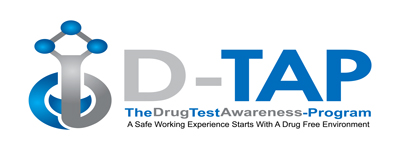 D-TAP
TheDrugTestAwareness-Program
A Safe Working Experience Starts With A Drug Free Environment